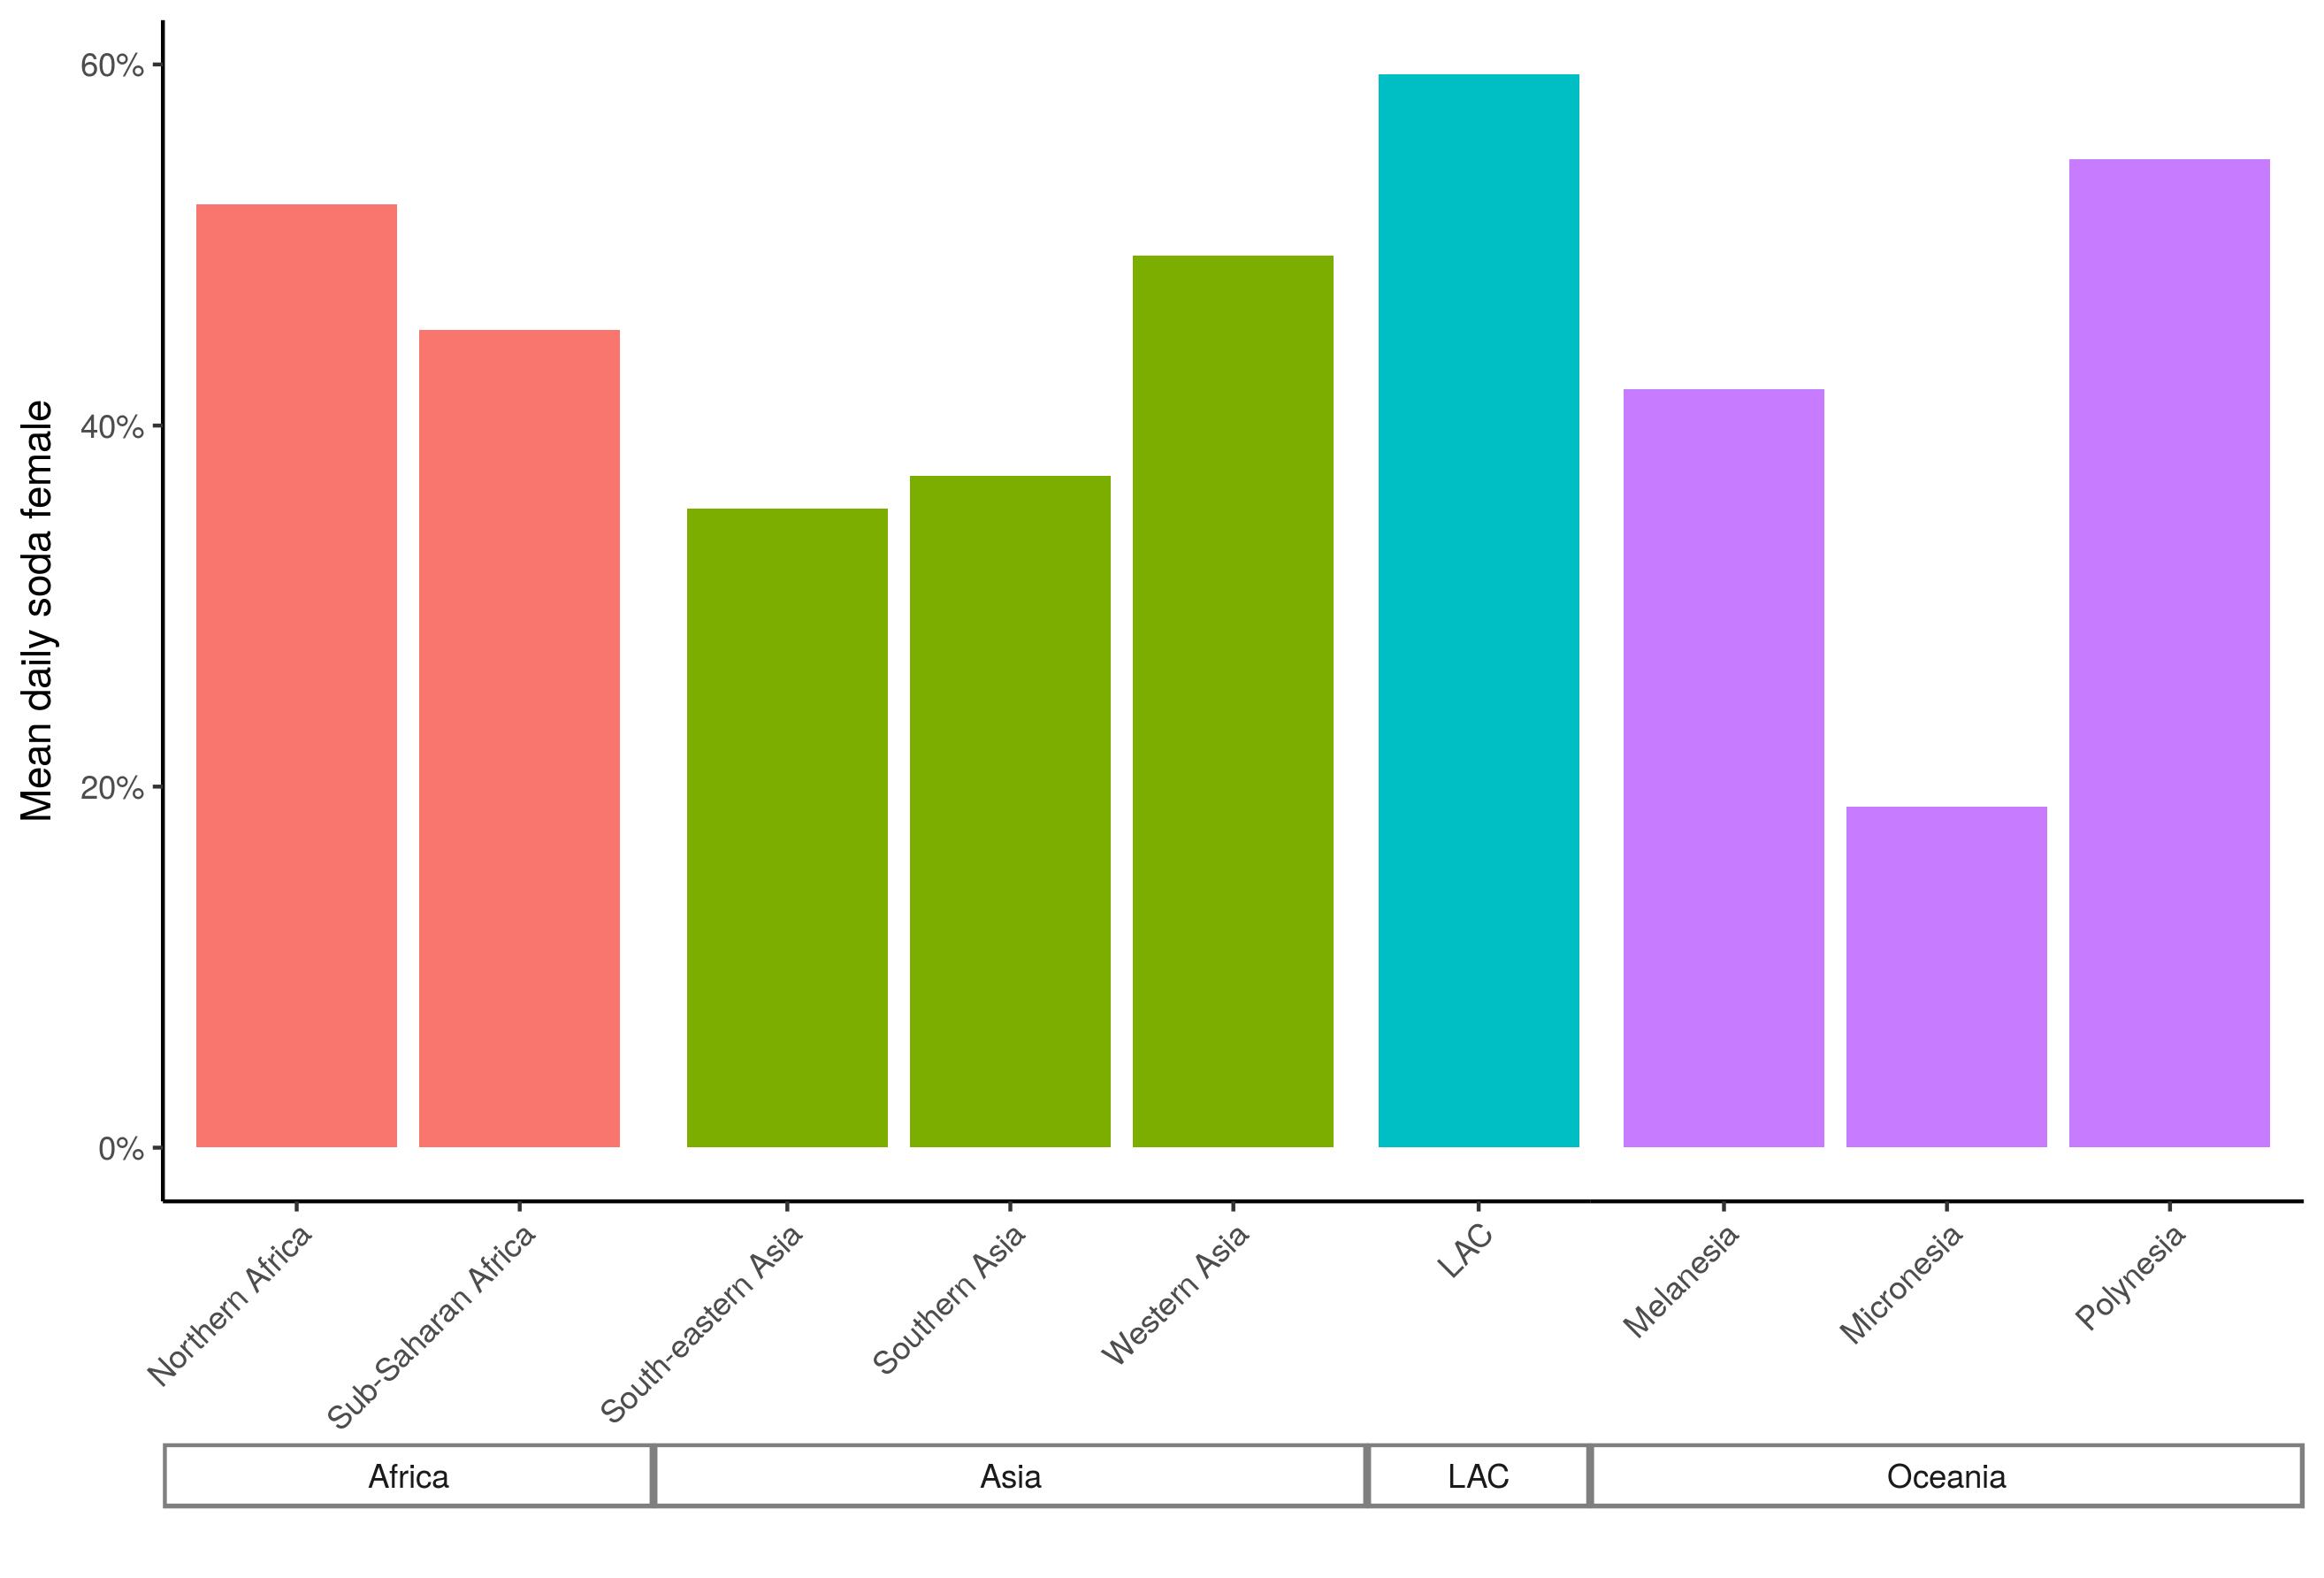 Mean daily soda female
60%
40%
20%
0%
Northern Africa
Sub-Saharan Africa
South-eastern Asia
Southern Asia
Western Asia
LAC
Melanesia
Micronesia
Polynesia
Africa
Asia
LAC
Oceania